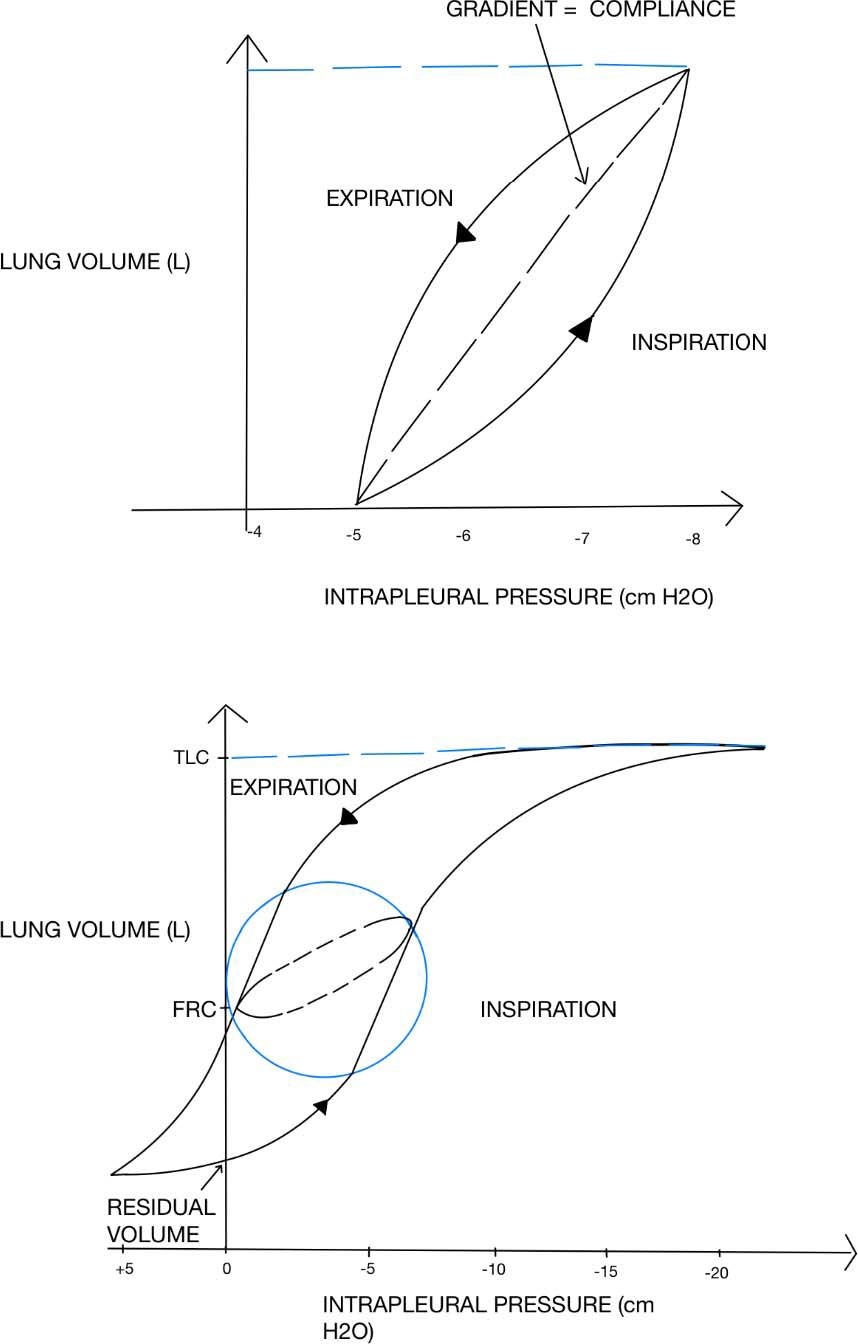 GRADIENT = COMPLIANCE
EXPIRATION
LUNG VOLUME (L)
INSPIRATION
-4
-5
-6
-7
-8
INTRAPLEURAL PRESSURE (cm H2O)
TLC
EXPIRATION
LUNG VOLUME (L)
FRC
INSPIRATION
RESIDUAL
VOLUME
+5
0
-5
-10
-15
-20
INTRAPLEURAL PRESSURE (cm
H2O)